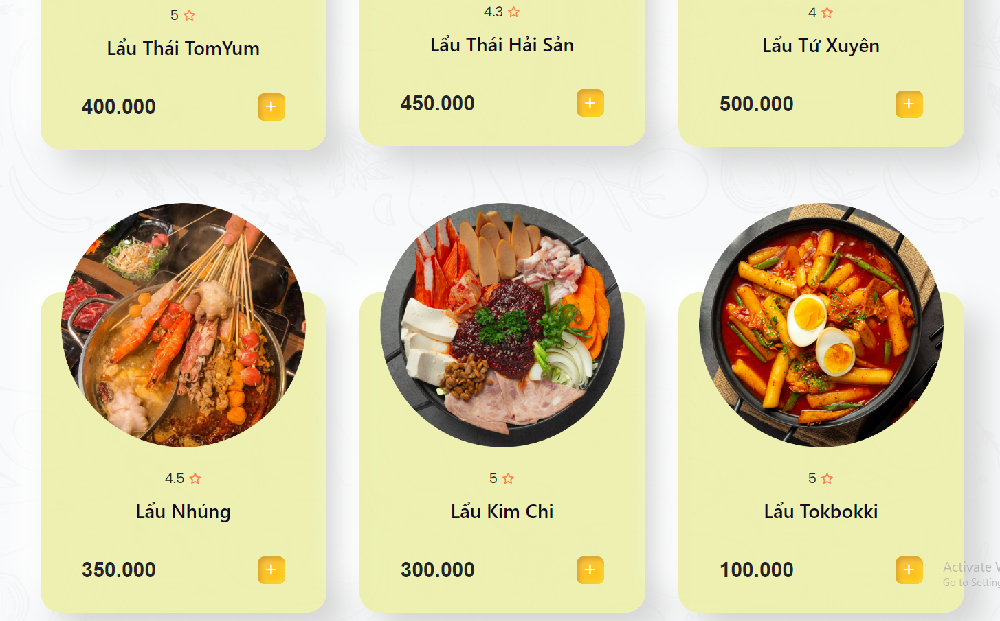 5
4.3
4
Lẩu Thái TomYum
Lẩu Thái Hải Sản
Lẩu Tứ Xuyên
400.000
+
450.000
+
500.000
+
4.5
5
5
Lẩu Nhúng
Lẩu Kim Chi
Lẩu Tokbokki
350.000
+
300.000
+
100.000
+
Activate W
Go to Setting